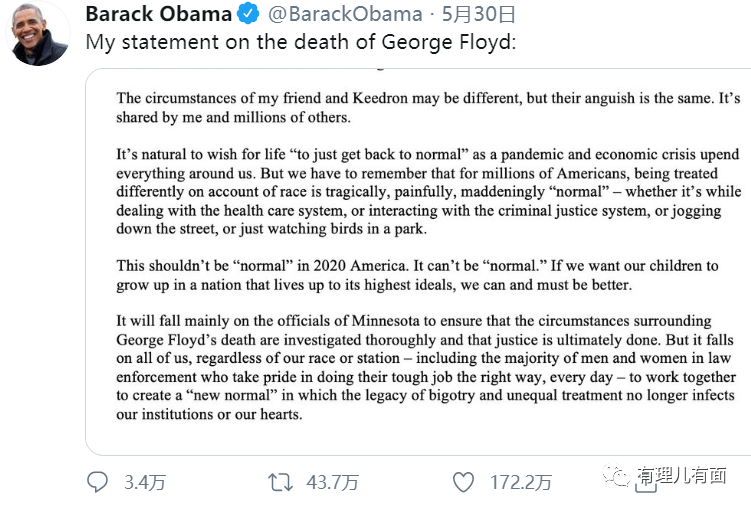 Barack Obama @BarackObama · 5月30日
My statement on the death of George Floyd:
The circumstances of my friend and Keedron may be different, but their anguish is the same. It’s
shared by me and millions of others.
It’s natural to wish for life “to just get back to normal” as a pandemic and economic crisis upend
everything around us. But we have to remember that for millions of Americans, being treated
differently on account of race is tragically, painfully, maddeningly “normal” – whether it’s while
dealing with the health care system, or interacting with the criminal justice system, or jogging
down the street, or just watching birds in a park.
This shouldn’t be “normal” in 2020 America. It can’t be “normal.” If we want our children to
grow up in a nation that lives up to its highest ideals, we can and must be better.
It will fall mainly on the officials of Minnesota to ensure that the circumstances surrounding
George Floyd’s death are investigated thoroughly and that justice is ultimately done. But it falls
on all of us, regardless of our race or station – including the majority of men and women in law
enforcement who take pride in doing their tough job the right way, every day – to work together
to create a “new normal” in which the legacy of bigotry and unequal treatment no longer infects
our institutions or our hearts.
3.4万 43.7万 172.2万 有理儿有面